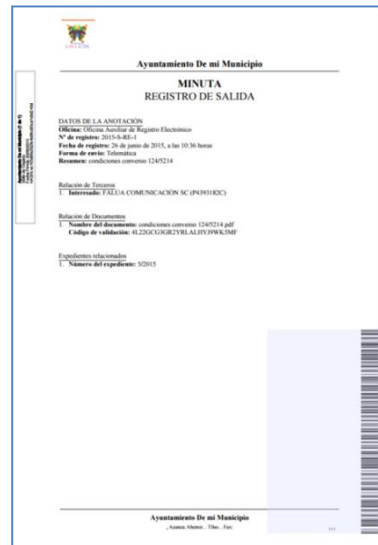 Ayuntamiento De mi Municipio
MINUTA
REGISTRO DE SALIDA
DATOS DE LA ANOTACIÓN
Oficina: Oficina Auxiliar de Registro Electrónico
Nº de registro: 2015-S-RE-1
Fecha de registro: 26 de junio de 2015, a las 10:36 horas
Forma de envío: Telemática
Resumen: condiciones convenio 124/5214
Relación de Terceros
1. Interesado: FALUA COMUNICACIÓN SC (P4393182C)
Relación de Documentos
1. Nombre del documento: condiciones convenio 124/5214.pdf
Código de validación: 4L22GCG3GR2YRLALHYJ9WK5MF
Expedientes relacionados
1. Número del expediente: 5/2015
Ayuntamiento De mi Municipio